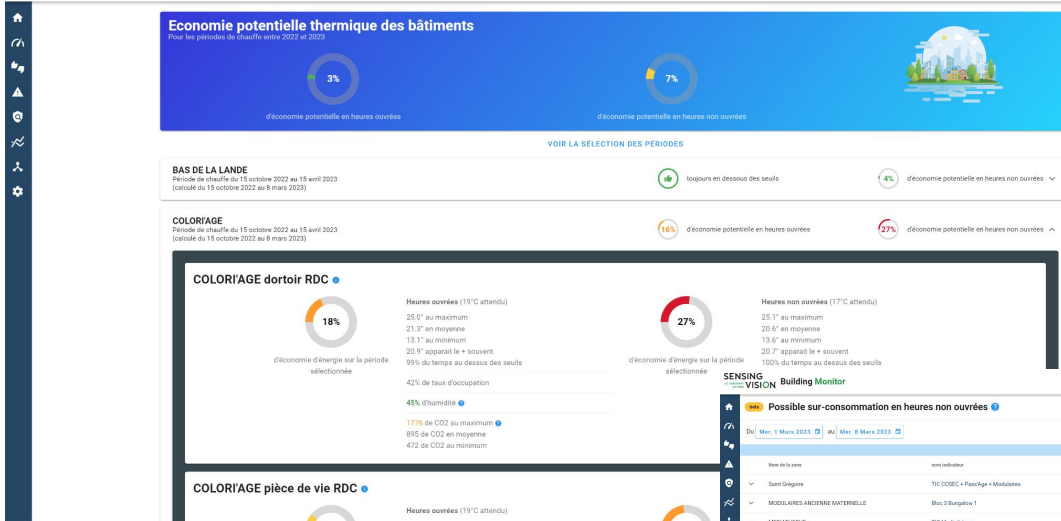 Economie potentielle thermique des bâtiments
Pour les périodes de chauffe entre 2022 et 2023
3%
7%
d'économie potentielle en heures ouvrées
d'économie potentielle en heures non ouvrées
VOIR LA SÉLECTION DES PÉRIODES
BAS DE LA LANDE
Période de chauffe du 15 octobre 2022 au 15 avril 2023
(calculé du 15 octobre 2022 au 8 mars 2023)
toujours en dessous des seuils
4%
d'économie potentielle en heures non ouvrées
COLORI'AGE
Période de chauffe du 15 octobre 2022 au 15 avril 2023
(calculé du 15 octobre 2022 au 8 mars 2023)
16%
d'économie potentielle en heures ouvrées
27%
d'économie potentielle en heures non ouvrées
COLORI'AGE dortoir RDC
18%
d'économie d'énergie sur la période
sélectionnée
Heures ouvrées (19°C attendu)
25.0° au maximum
21.3° en moyenne
13.1° au minimum
20.9° apparait le + souvent
99% du temps au dessus des seuils
42% de taux d'occupation
45% d'humidité
1776 de CO2 au maximum
895 de CO2 en moyenne
472 de CO2 au minimum
27%
d'économie d'énergie sur la période
sélectionnée
Heures non ouvrées (17°C attendu)
25.1° au maximum
20.6° en moyenne
13.6° au minimum
20.7° apparait le + souvent
100% du temps au dessus des seuils
COLORI'AGE pièce de vie RDC
Heures ouvrées (19°C attendu)
SENSING
VISION Building Monitor
beta Possible sur-consommation en heures non ouvrées
Du Mer. 1 Mars 2023 au Mer. 8 Mars 2023
Nom de la zone
nom indicateur
Saint Grégoire
TIC COSEC + Pass'Age + Modulaires
MODULAIRES ANCIENNE MATERNELLE
Bloc 3 Bungalow 1